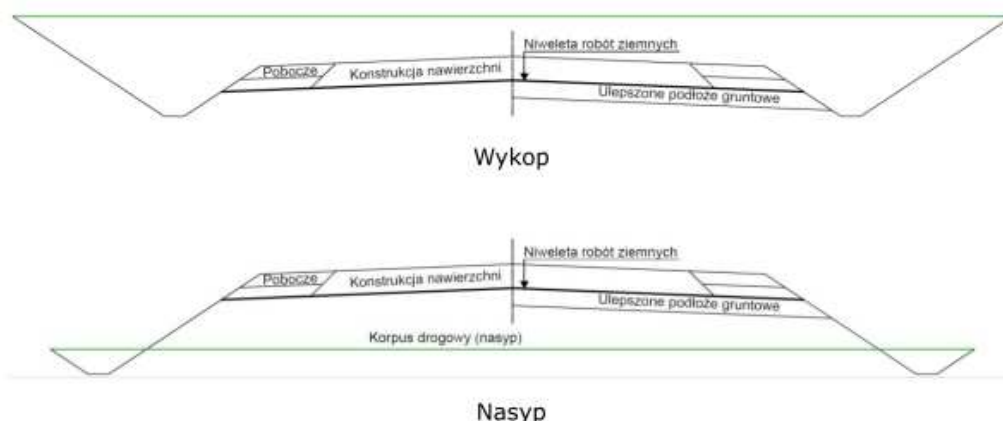 Niweleta robót ziemnych
Pobocze
Konstrukcja nawierzchni
Ulepszone podłoże gruntowe
Wykop
Niweleta robót ziemnych
Pobocze
Konstrukcja nawierzchni
Ulepszone podłoże gruntowe
Korpus drogowy (nasyp)
Nasyp